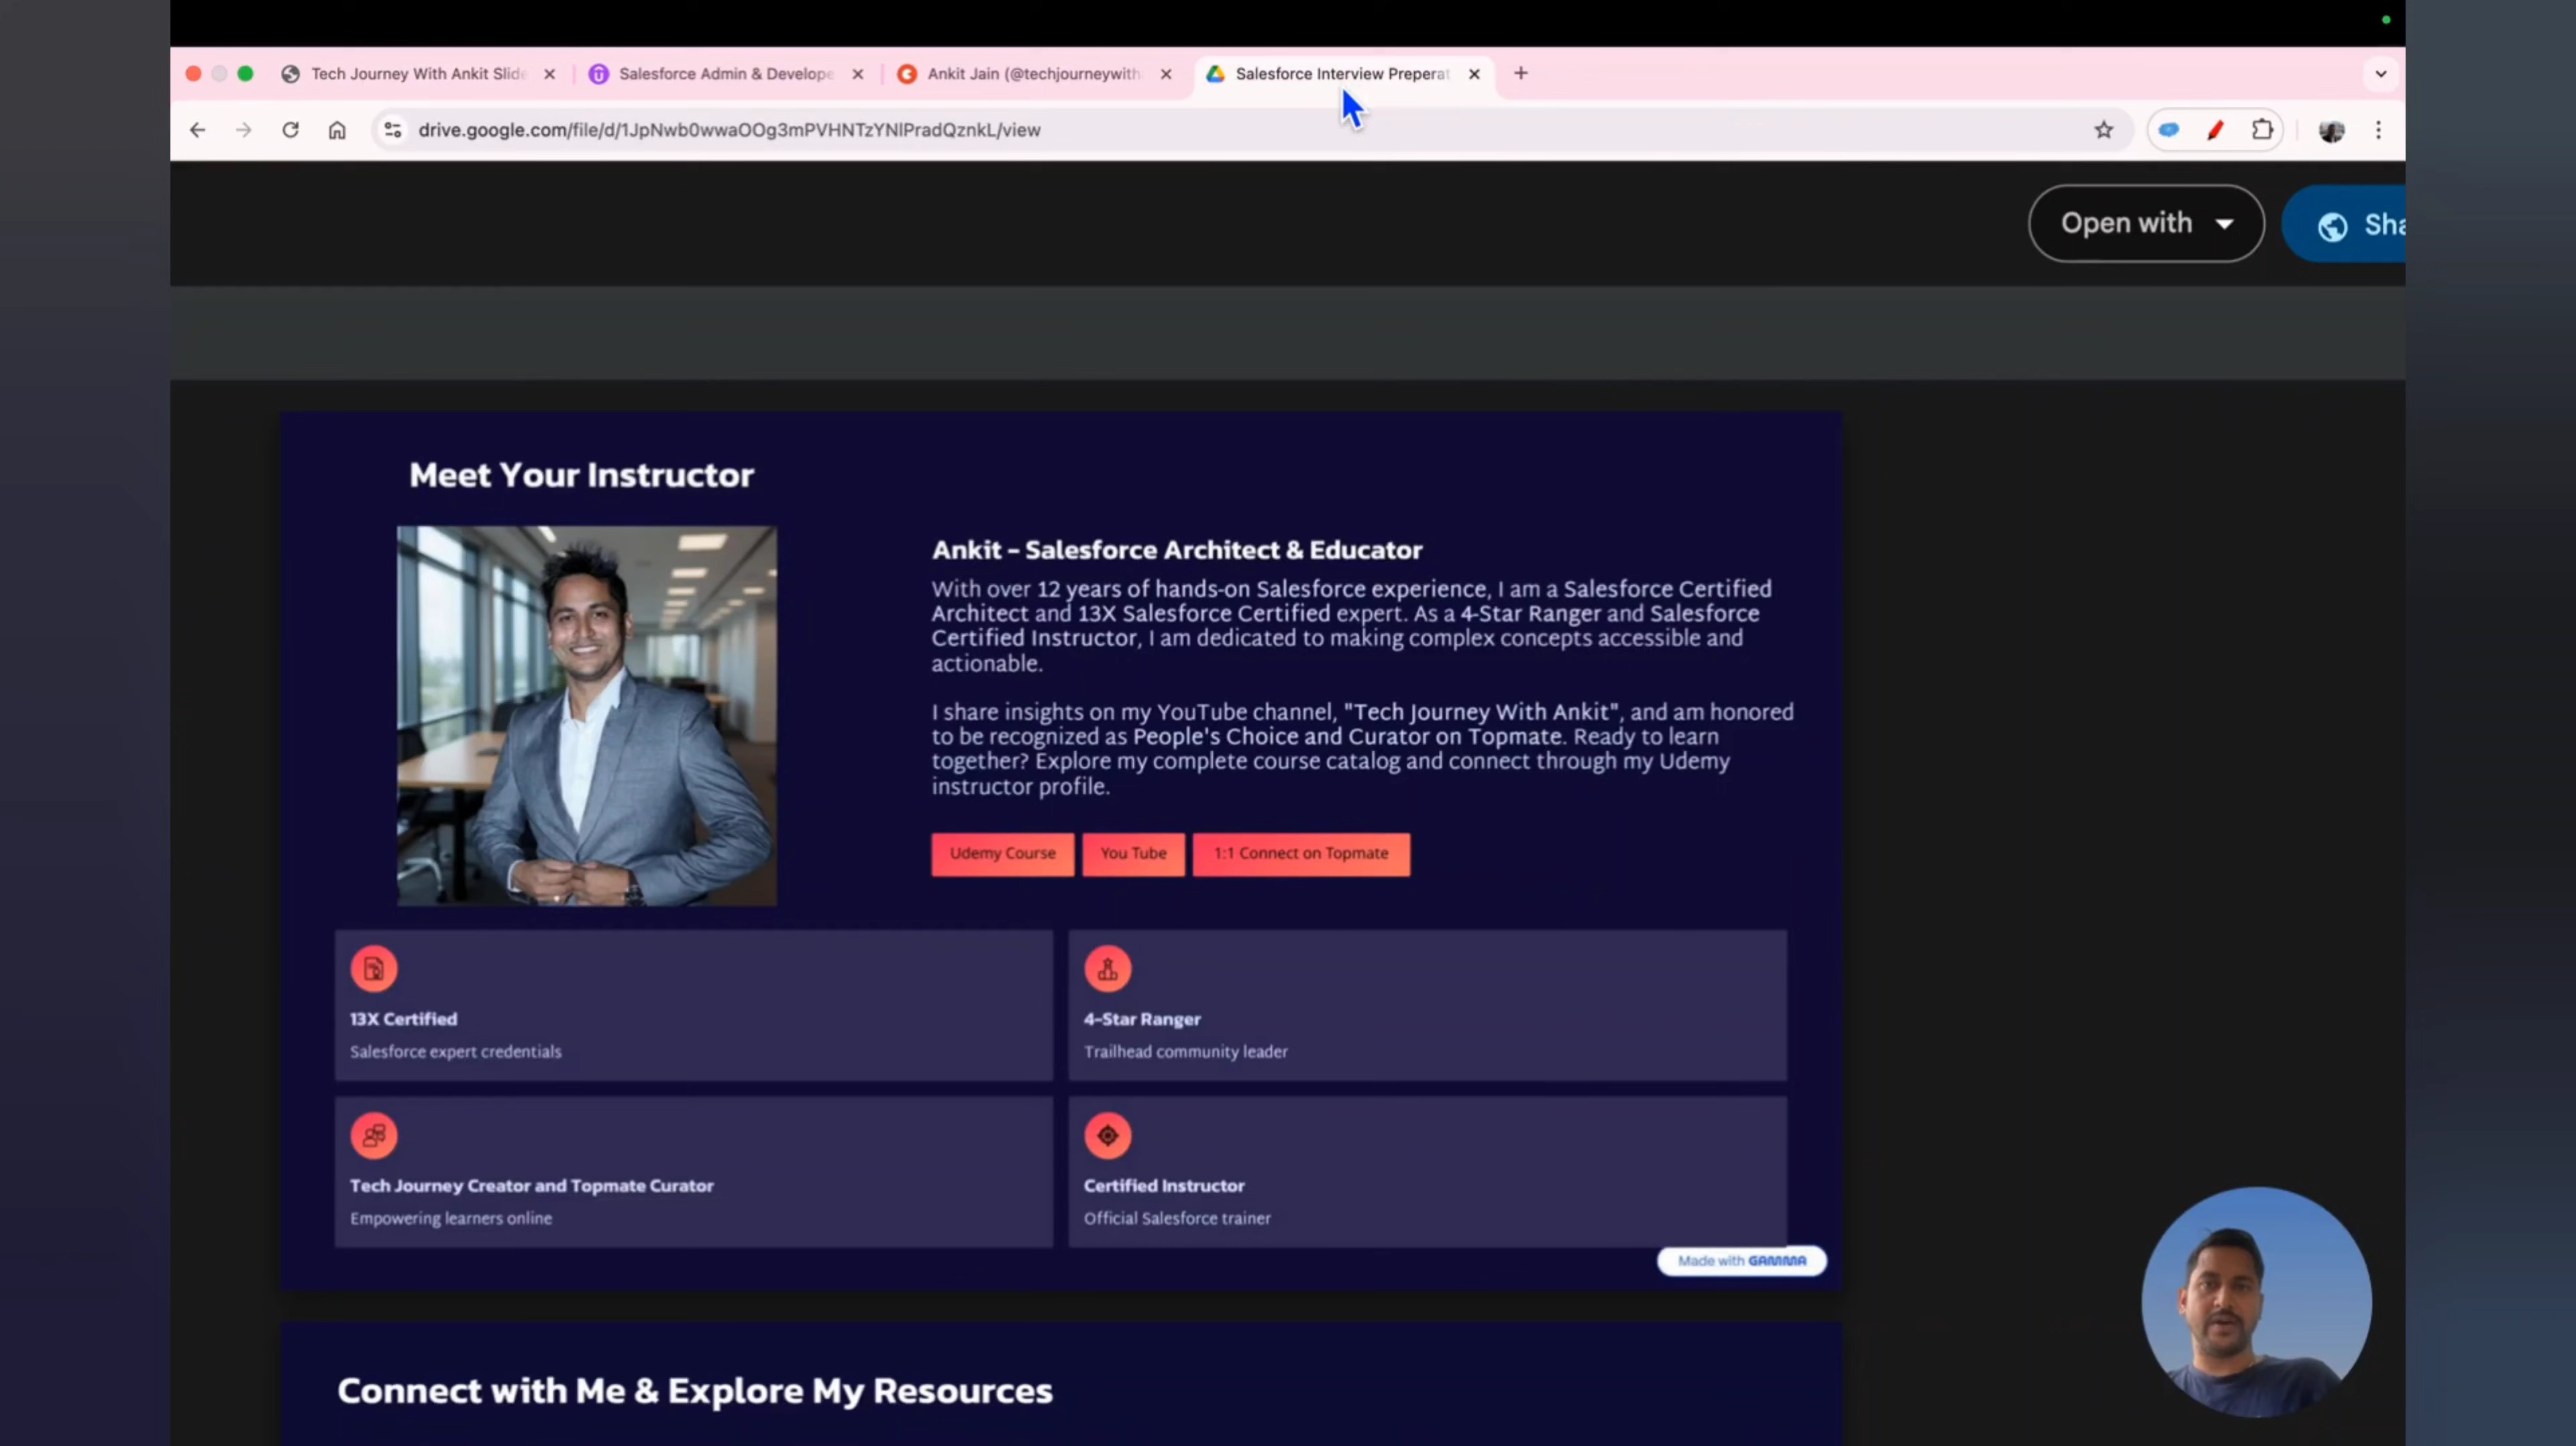 Tech Journey With Ankit Slide
Salesforce Admin & Develope
Ankit Jain (@techjourneywith
Salesforce Interview Preperat
drive.google.com/file/d/1JpNwb0wwaOOg3mPVHNTzYNlPradQznkL/view
Open with
Sha
Meet Your Instructor
Ankit - Salesforce Architect & Educator
With over 12 years of hands-on Salesforce experience, I am a Salesforce Certified
Architect and 13X Salesforce Certified expert. As a 4-Star Ranger and Salesforce
Certified Instructor, I am dedicated to making complex concepts accessible and
actionable.
I share insights on my YouTube channel, "Tech Journey With Ankit", and am honored
to be recognized as People's Choice and Curator on Topmate. Ready to learn
together? Explore my complete course catalog and connect through my Udemy
instructor profile.
Udemy Course
You Tube
1:1 Connect on Topmate
13X Certified
Salesforce expert credentials
4-Star Ranger
Trailhead community leader
Tech Journey Creator and Topmate Curator
Empowering learners online
Certified Instructor
Official Salesforce trainer
Made with GAMMA
Connect with Me & Explore My Resources